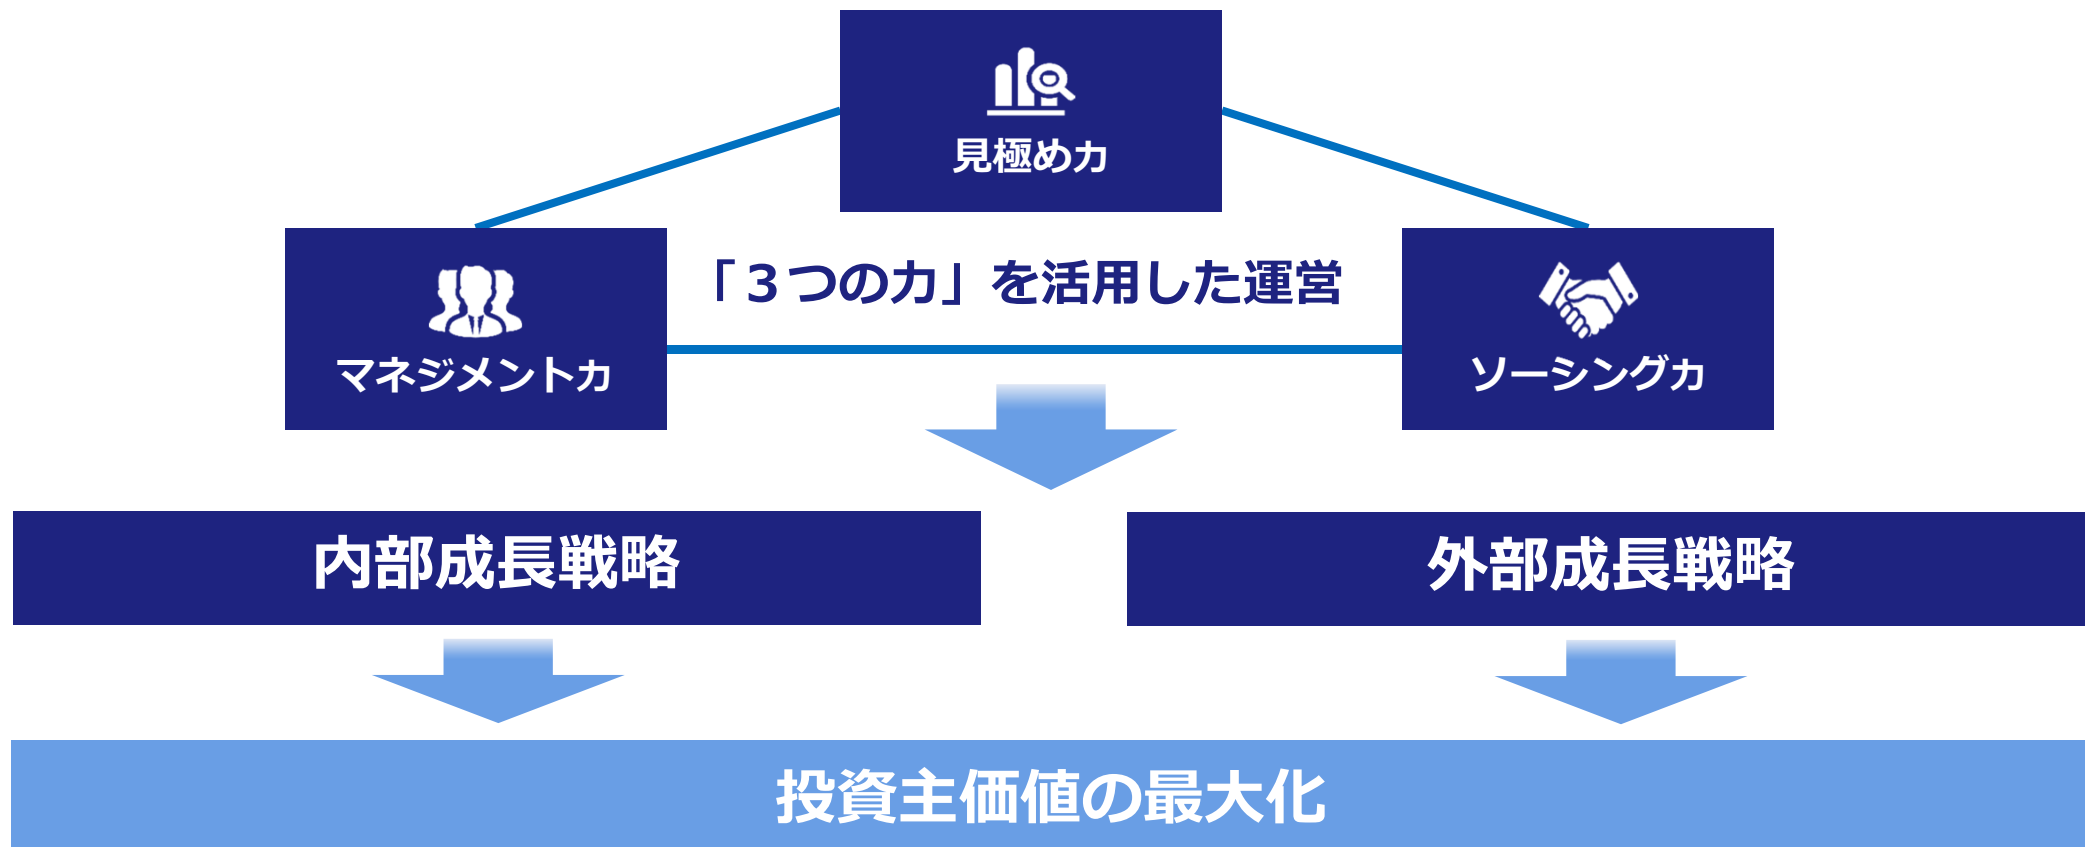 見極め力
「３つの力」を活用した運営
マネジメント力
ソーシング力
内部成長戦略
外部成長戦略
投資主価値の最大化